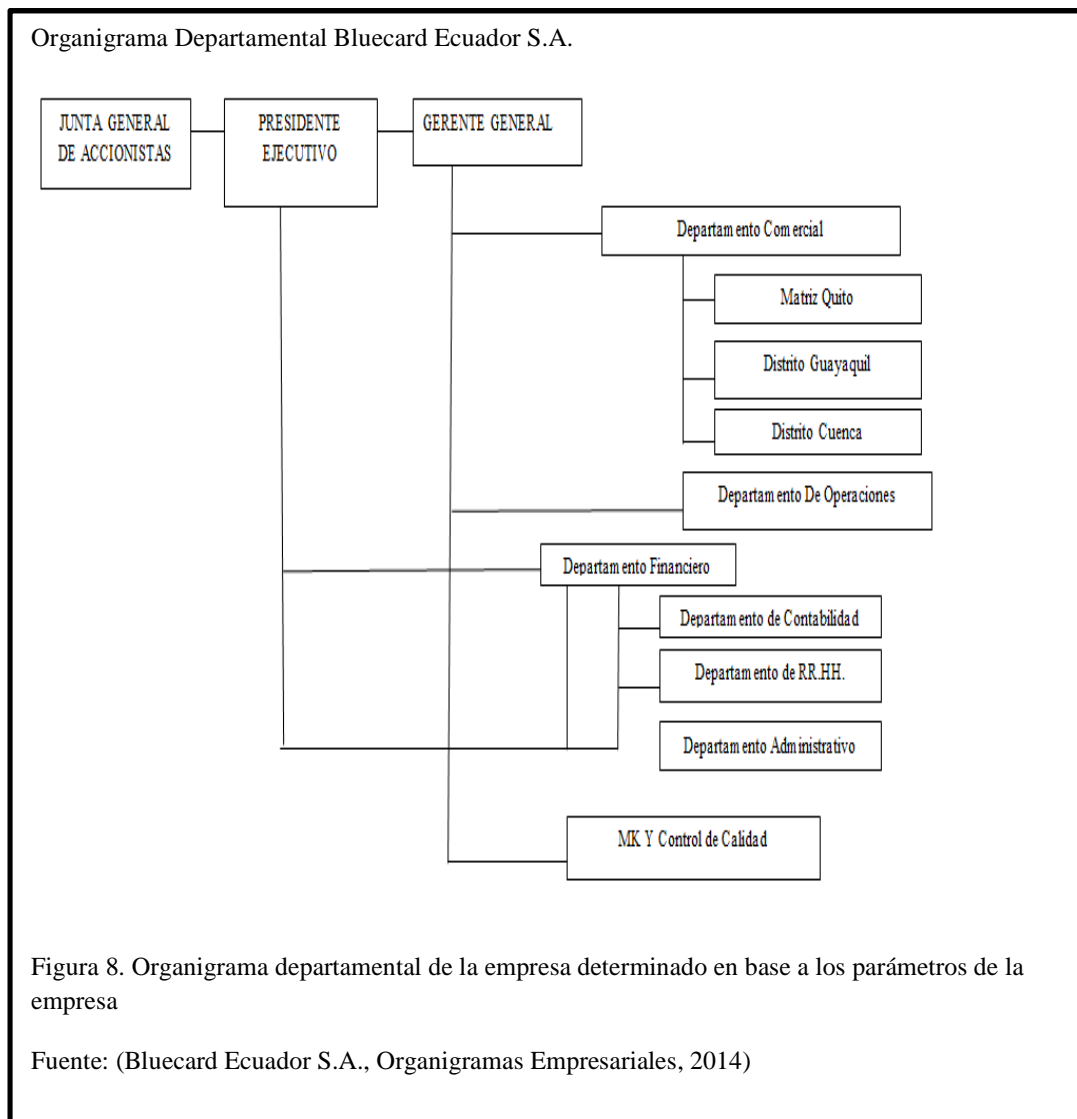 Organigrama Departamental Bluecard Ecuador S.A.
JUNTA GENERAL
DE ACCIONISTAS
PRESIDENTE
EJECUTIVO
GERENTE GENERAL
Departamento Comercial
Matriz Quito
Distrito Guayaquil
Distrito Cuenca
Departamento De Operaciones
Departamento Financiero
Departamento de Contabilidad
Departamento de RR.HH.
Departamento Administrativo
MK Y Control de Calidad
Figura 8. Organigrama departamental de la empresa determinado en base a los parámetros de la
empresa
Fuente: (Bluecard Ecuador S.A., Organigramas Empresariales, 2014)